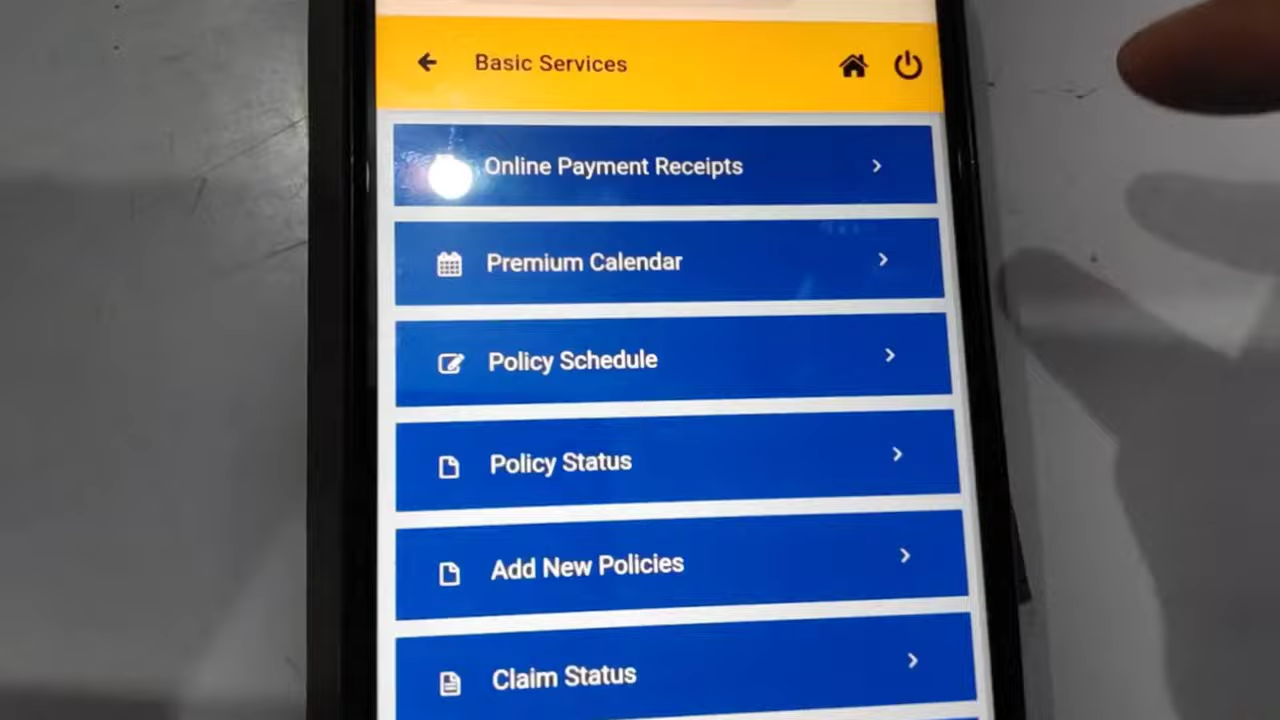 Basic Services
Online Payment Receipts
Premium Calendar
Policy Schedule
Policy Status
Add New Policies
Claim Status